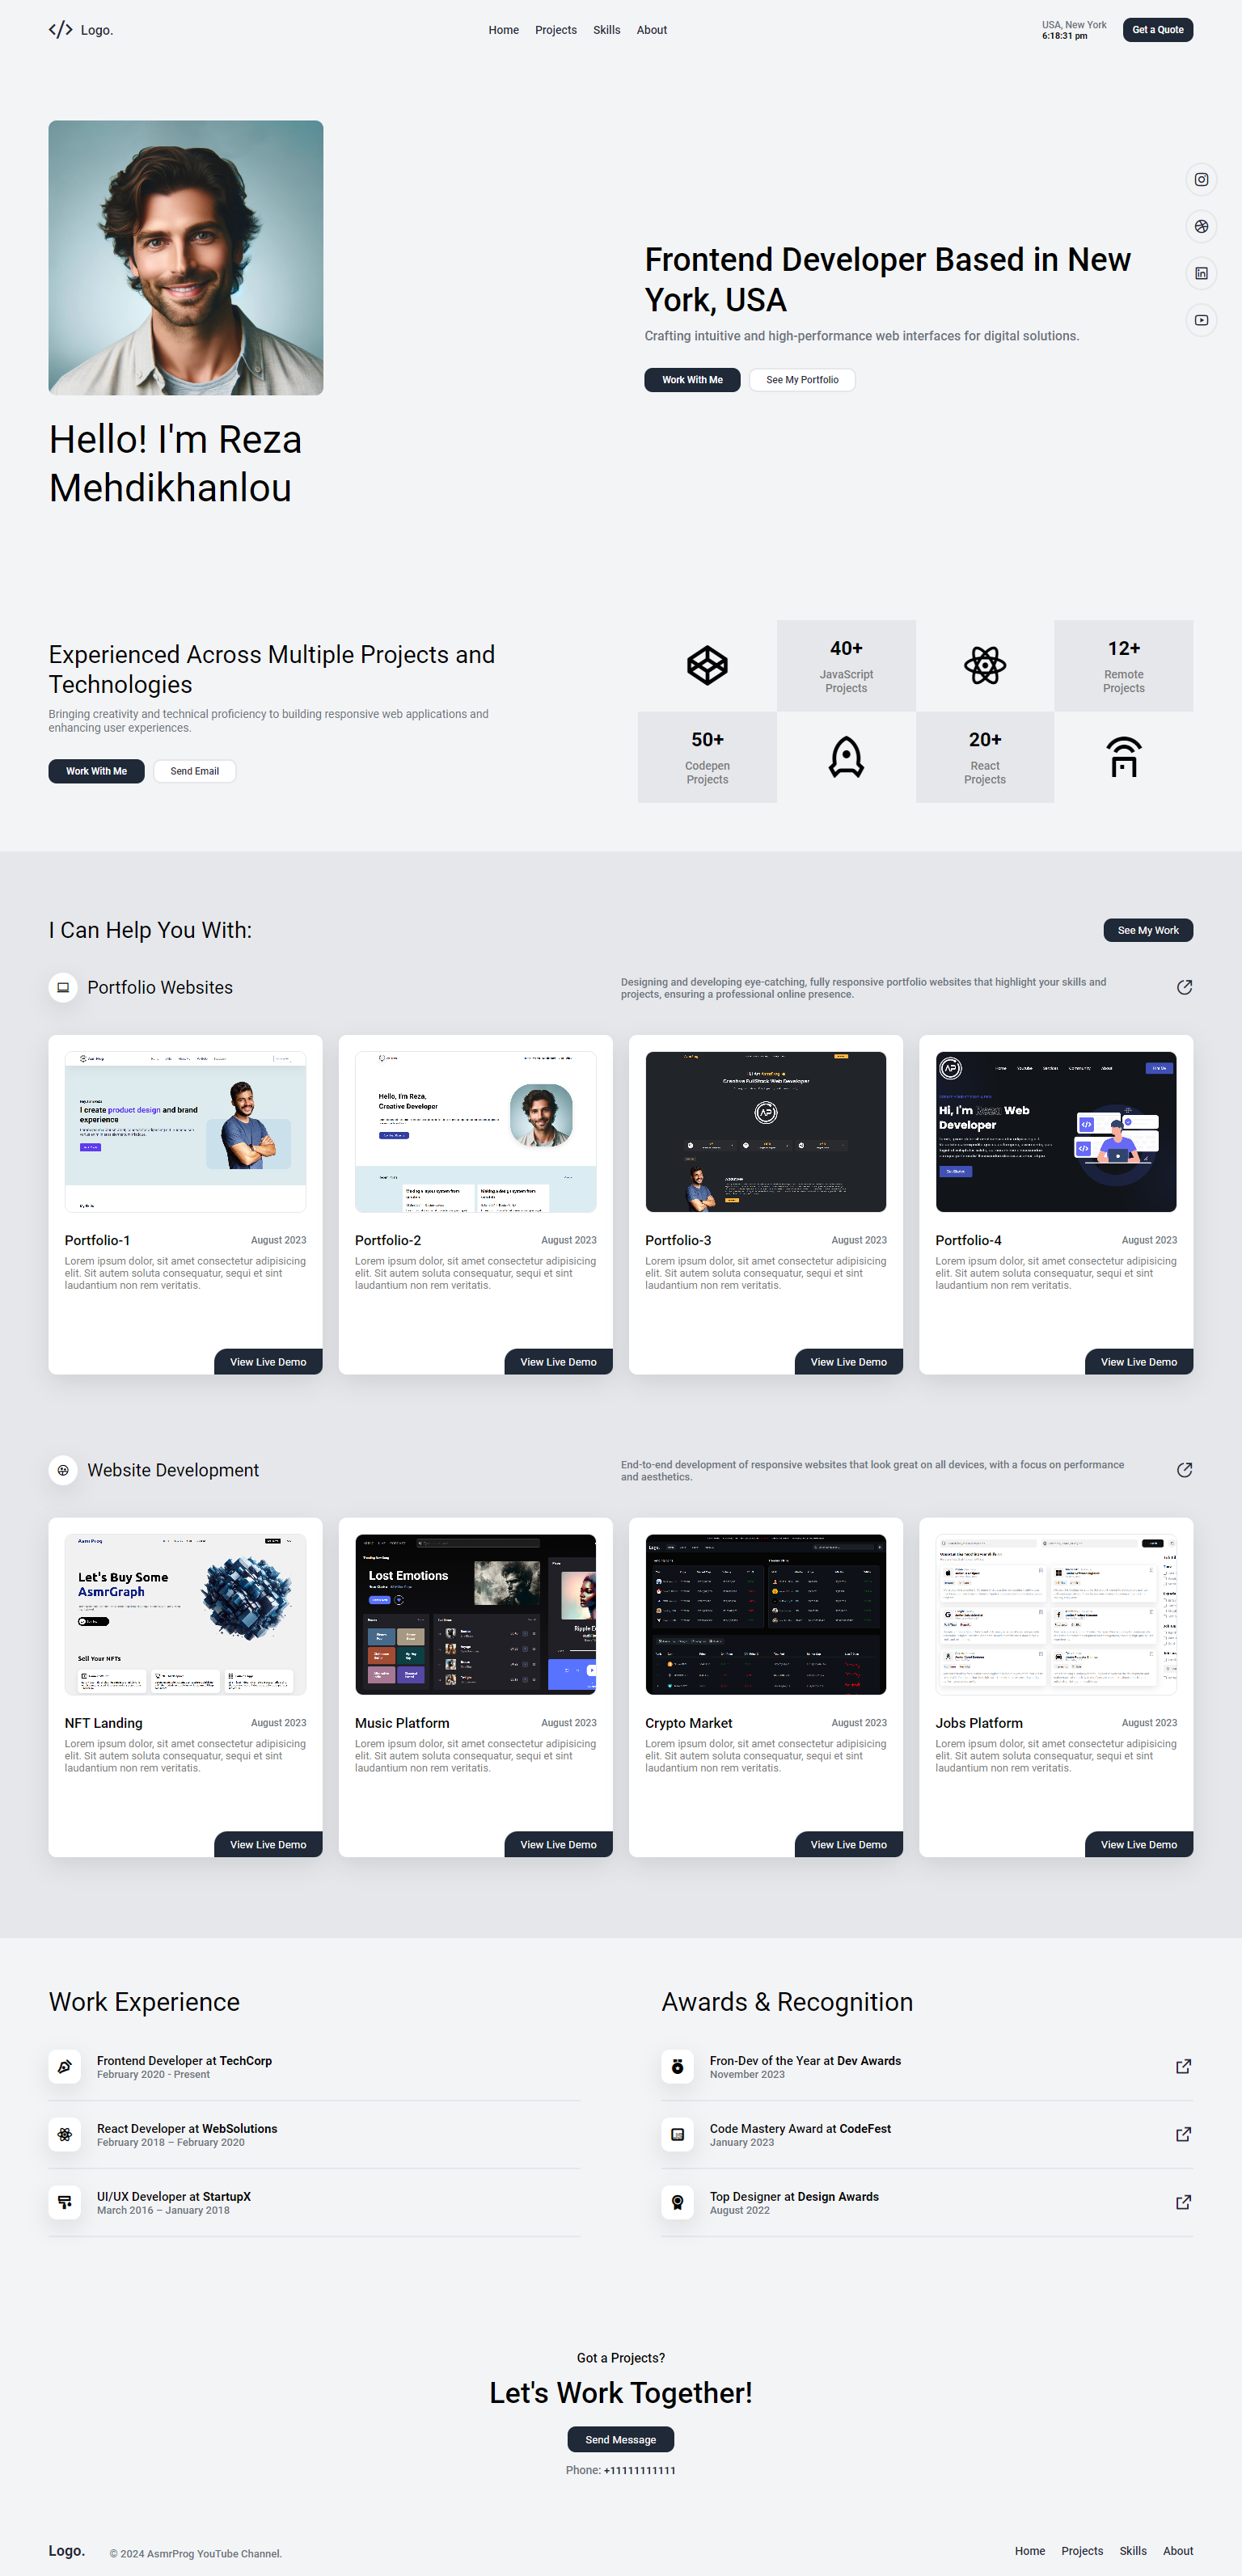 Logo.
Home Projects Skills About
USA, New York
6:18:31 pm
Get a Quote
Frontend Developer Based in New
York, USA
Crafting intuitive and high-performance web interfaces for digital solutions.
Work With Me See My Portfolio
Hello! I'm Reza
Mehdikhanlou
Experienced Across Multiple Projects and
Technologies
Bringing creativity and technical proficiency to building responsive web applications and
enhancing user experiences.
Work With Me Send Email
40+
JavaScript
Projects
12+
Remote
Projects
50+
Codepen
Projects
20+
React
Projects
I Can Help You With:
See My Work
Portfolio Websites
Designing and developing eye-catching, fully responsive portfolio websites that highlight your skills and
projects, ensuring a professional online presence.
I create product design and brand
experience
Hello, I'm Reza,
Creative Developer
Creative FullStack Web Developer
Home Youtube Services Community About
Hi, I'm Reza Web
Developer
Portfolio-1 August 2023
Lorem ipsum dolor, sit amet consectetur adipisicing
elit. Sit autem soluta consequatur, sequi et sint
laudantium non rem veritatis.
View Live Demo
Portfolio-2 August 2023
Lorem ipsum dolor, sit amet consectetur adipisicing
elit. Sit autem soluta consequatur, sequi et sint
laudantium non rem veritatis.
View Live Demo
Portfolio-3 August 2023
Lorem ipsum dolor, sit amet consectetur adipisicing
elit. Sit autem soluta consequatur, sequi et sint
laudantium non rem veritatis.
View Live Demo
Portfolio-4 August 2023
Lorem ipsum dolor, sit amet consectetur adipisicing
elit. Sit autem soluta consequatur, sequi et sint
laudantium non rem veritatis.
View Live Demo
Website Development
End-to-end development of responsive websites that look great on all devices, with a focus on performance
and aesthetics.
AsmrProg
Let's Buy Some
AsmrGraph
Sell Your NFTs
Lost Emotions
NFT Landing August 2023
Lorem ipsum dolor, sit amet consectetur adipisicing
elit. Sit autem soluta consequatur, sequi et sint
laudantium non rem veritatis.
View Live Demo
Music Platform August 2023
Lorem ipsum dolor, sit amet consectetur adipisicing
elit. Sit autem soluta consequatur, sequi et sint
laudantium non rem veritatis.
View Live Demo
Crypto Market August 2023
Lorem ipsum dolor, sit amet consectetur adipisicing
elit. Sit autem soluta consequatur, sequi et sint
laudantium non rem veritatis.
View Live Demo
Jobs Platform August 2023
Lorem ipsum dolor, sit amet consectetur adipisicing
elit. Sit autem soluta consequatur, sequi et sint
laudantium non rem veritatis.
View Live Demo
Work Experience
Frontend Developer at TechCorp
February 2020 - Present
React Developer at WebSolutions
February 2018 – February 2020
UI/UX Developer at StartupX
March 2016 – January 2018
Awards & Recognition
Fron-Dev of the Year at Dev Awards
November 2023
Code Mastery Award at CodeFest
January 2023
Top Designer at Design Awards
August 2022
Got a Projects?
Let's Work Together!
Send Message
Phone: +11111111111
Logo. © 2024 AsmrProg YouTube Channel.
Home Projects Skills About